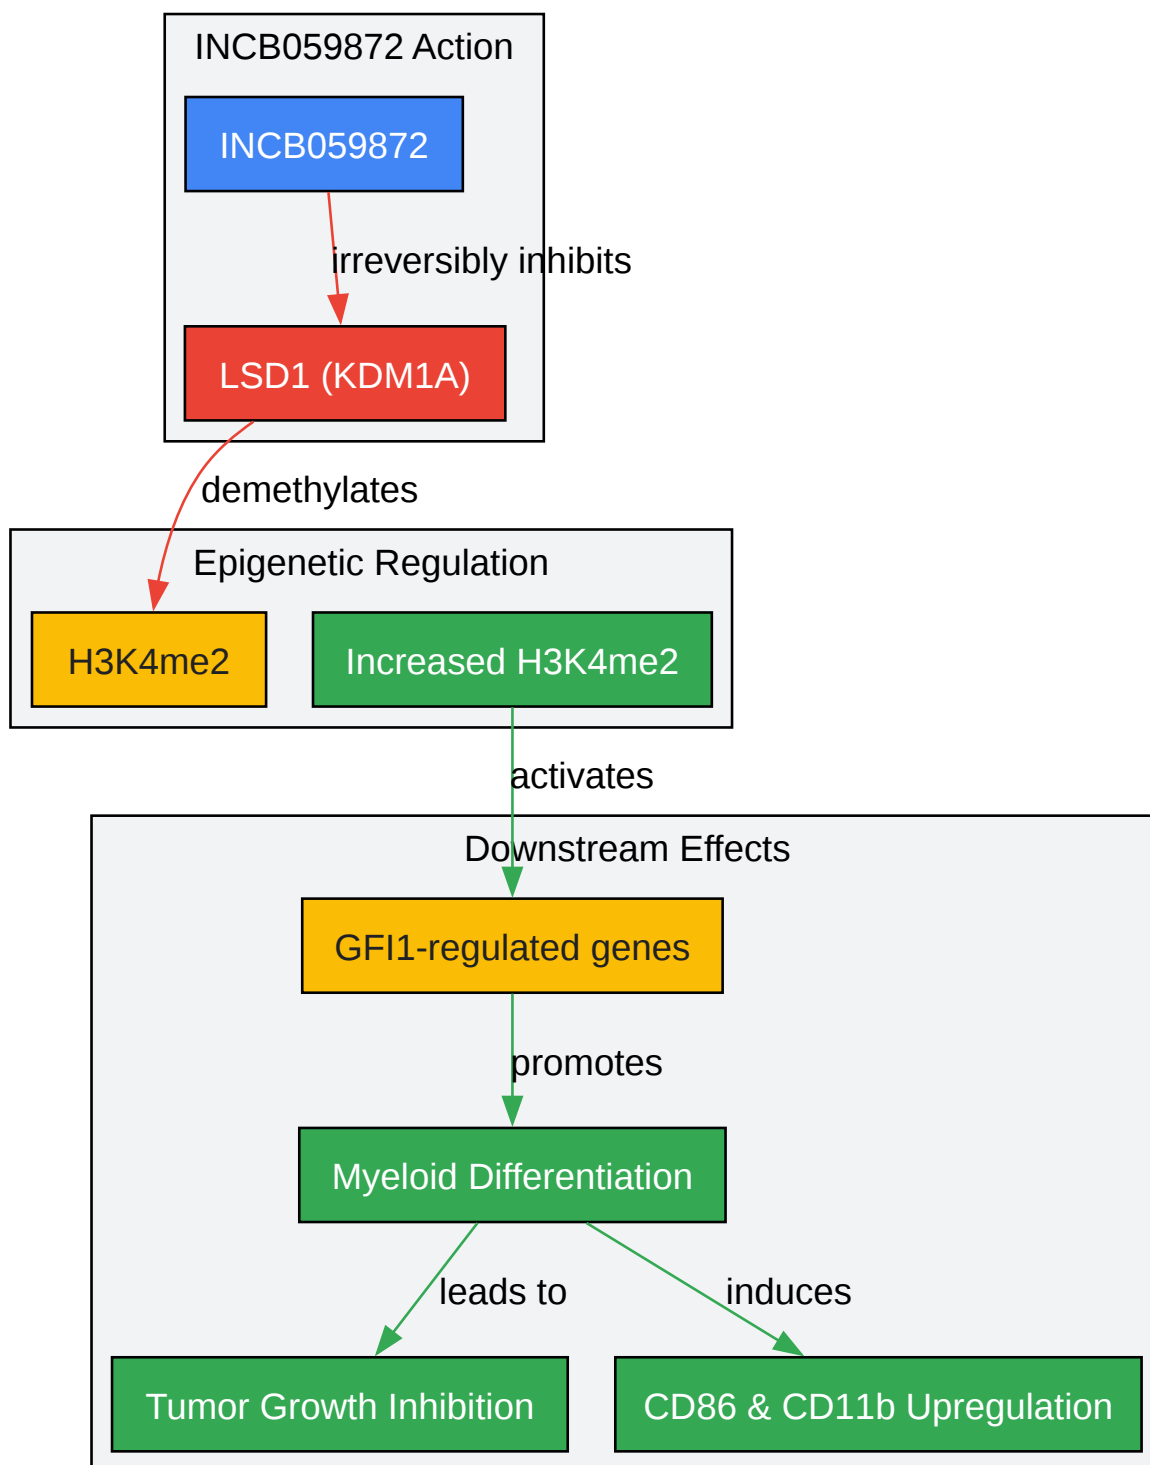 INCB059872 Action
INCB059872
irreversibly inhibits
LSD1 (KDM1A)
demethylates
Epigenetic Regulation
H3K4me2
Increased H3K4me2
activates
Downstream Effects
GFI1-regulated genes
promotes
Myeloid Differentiation
leads to
induces
Tumor Growth Inhibition
CD86 & CD11b Upregulation